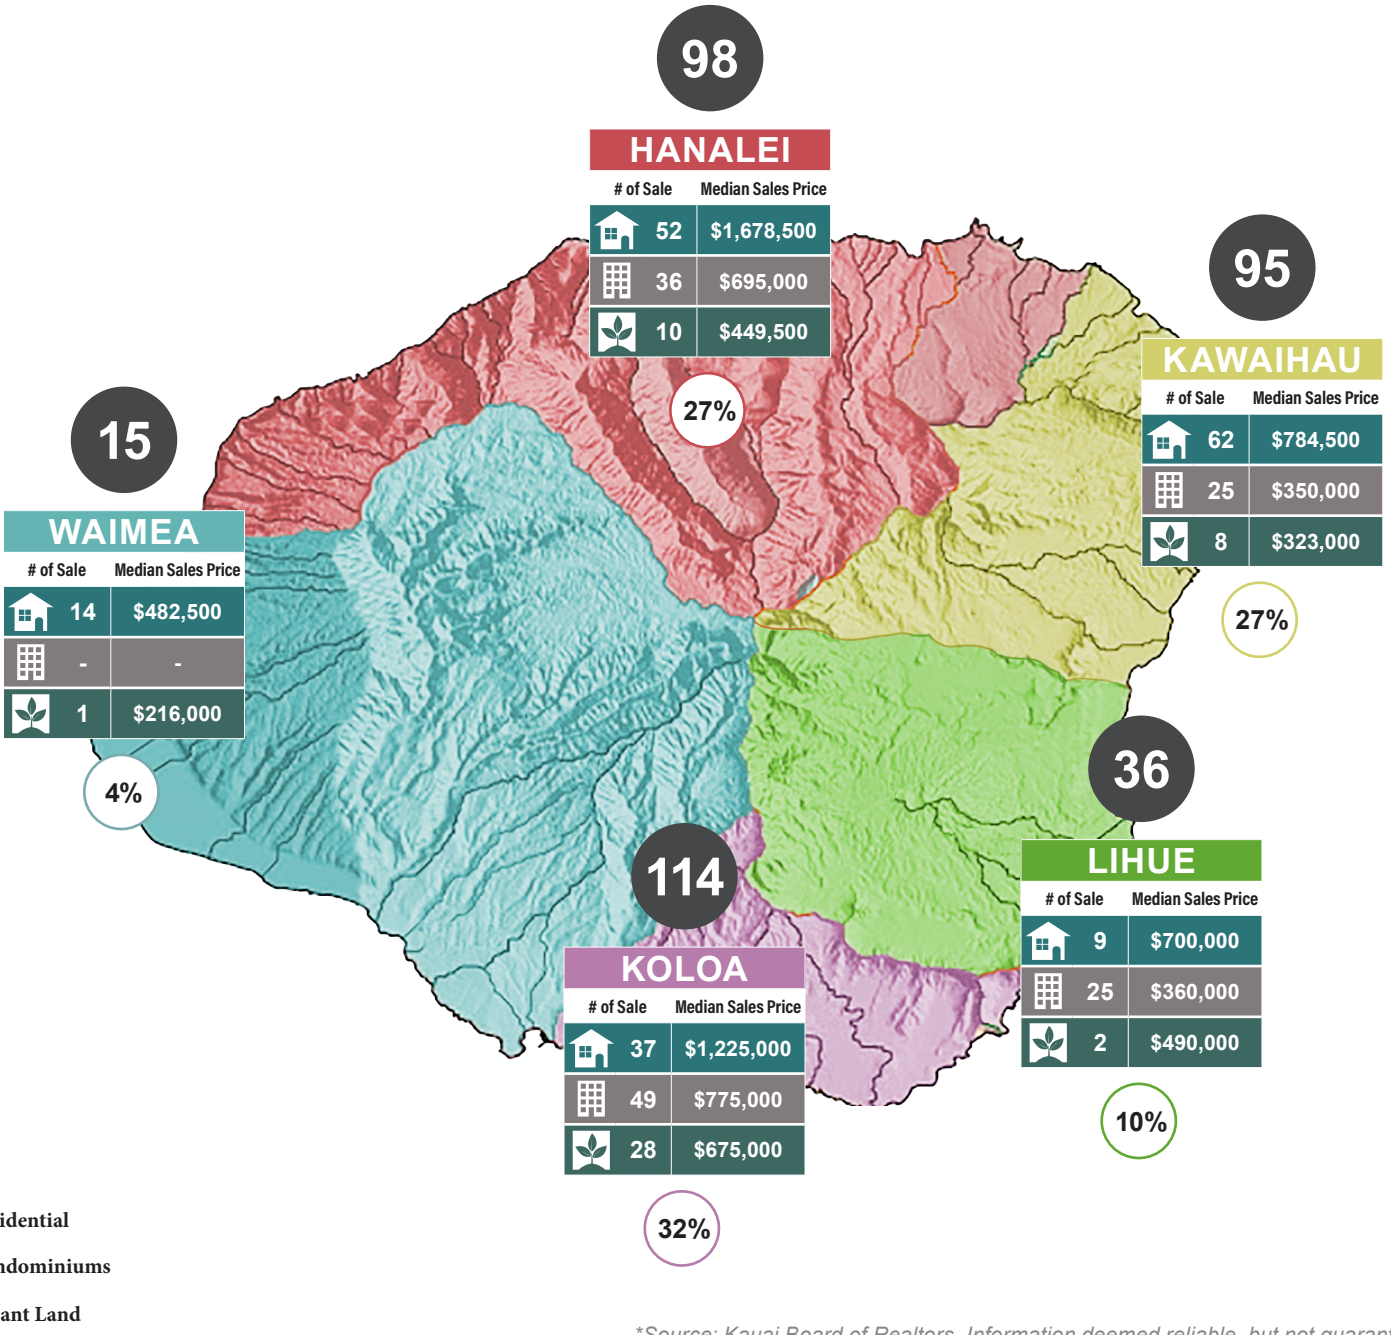 98
HANALEI
# of Sale Median Sales Price
52 $1,678,500
36 $695,000
10 $449,500
27%
95
KAWAIHAU
# of Sale Median Sales Price
62 $784,500
25 $350,000
8 $323,000
27%
15
WAIMEA
# of Sale Median Sales Price
14 $482,500
- -
1 $216,000
4%
36
LIHUE
# of Sale Median Sales Price
9 $700,000
25 $360,000
2 $490,000
10%
114
KOLOA
# of Sale Median Sales Price
37 $1,225,000
49 $775,000
28 $675,000
32%
idential
ndominiums
ant Land
*Source: Kauai Board of Realtors. Information deemed reliable, but not guaran